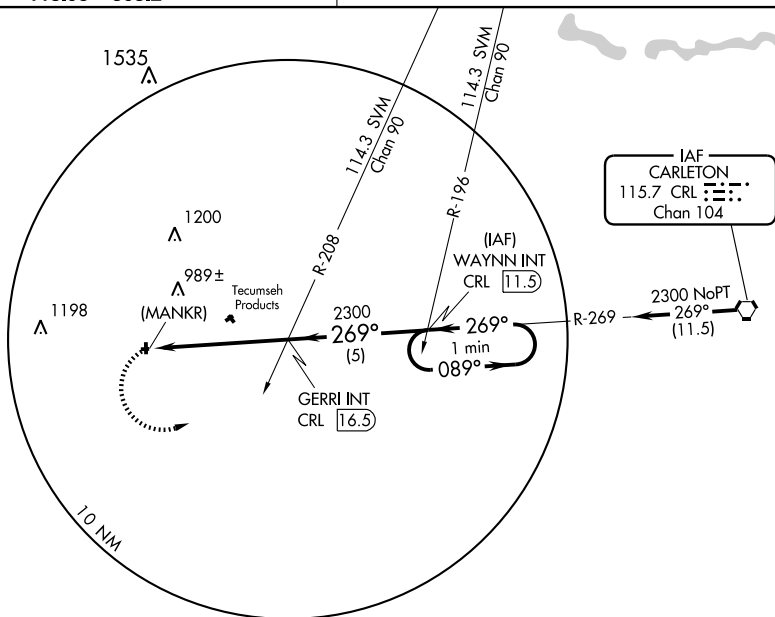 1535
114.3 SVM
Chan 90
114.3 SVM
Chan 90
IAF
CARLETON
115.7 CRL
Chan 104
R-208
R-196
1200
(IAF)
WAYNN INT
CRL 11.5
989±
Tecumseh
Products
1198
(MANKR)
2300
269°
(5)
269°
1 min
089°
R-269
2300 NoPT
269°
(11.5)
GERRI INT
CRL 16.5
10 NM